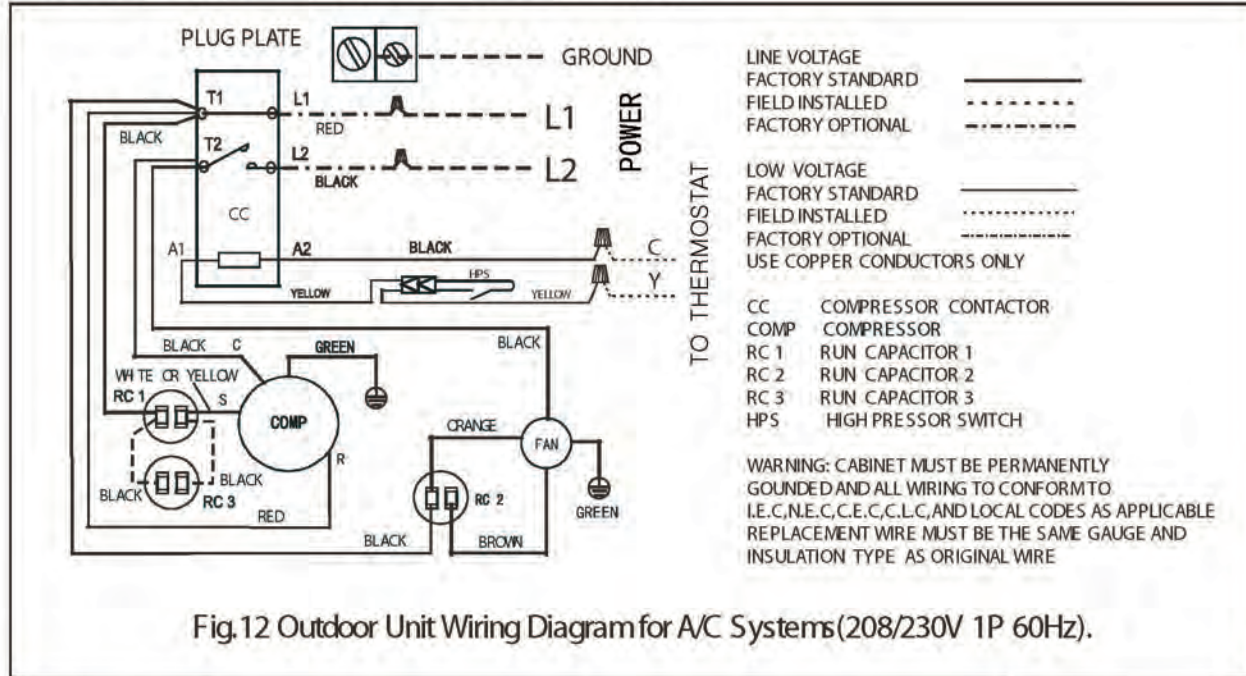 PLUG PLATE
GROUND
T1
L1
RED
L1
BLACK
T2
L2
BLACK
L2
POWER
CC
A1
A2
BLACK
C
HPS
YELLOW
YELLOW
Y
TO THERMOSTAT
BLACK
C
GREEN
BLACK
WHITE OR YELLOW
RC 1
S
COMP
R
ORANGE
FAN
BLACK
BLACK
RC 3
RC 2
GREEN
RED
BLACK
BROWN
LINE VOLTAGE
FACTORY STANDARD
FIELD INSTALLED
FACTORY OPTIONAL
LOW VOLTAGE
FACTORY STANDARD
FIELD INSTALLED
FACTORY OPTIONAL
USE COPPER CONDUCTORS ONLY
CC COMPRESSOR CONTACTOR
COMP COMPRESSOR
RC 1 RUN CAPACITOR 1
RC 2 RUN CAPACITOR 2
RC 3 RUN CAPACITOR 3
HPS HIGH PRESSOR SWITCH
WARNING: CABINET MUST BE PERMANENTLY
GOUNDED AND ALL WIRING TO CONFORM TO
I.E.C,N.E.C,C.E.C,C.L.C,AND LOCAL CODES AS APPLICABLE
REPLACEMENT WIRE MUST BE THE SAME GAUGE AND
INSULATION TYPE AS ORIGINAL WIRE
Fig.12 Outdoor Unit Wiring Diagram for A/C Systems(208/230V 1P 60Hz).